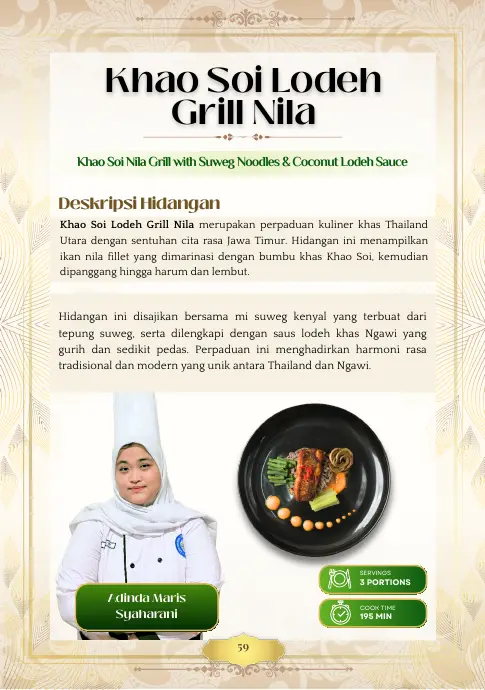 Khao Soi Lodeh
Grill Nila
Khao Soi Nila Grill with Suweg Noodles & Coconut Lodeh Sauce
Deskripsi Hidangan
Khao Soi Lodeh Grill Nila merupakan perpaduan kuliner khas Thailand
Utara dengan sentuhan cita rasa Jawa Timur. Hidangan ini menampilkan
ikan nila fillet yang dimarinasi dengan bumbu khas Khao Soi, kemudian
dipanggang hingga harum dan lembut.
Hidangan ini disajikan bersama mi suweg kenyal yang terbuat dari
tepung suweg, serta dilengkapi dengan saus lodeh khas Ngawi yang
gurih dan sedikit pedas. Perpaduan ini menghadirkan harmoni rasa
tradisional dan modern yang unik antara Thailand dan Ngawi.
Adinda Maris
Syaharani
SERVINGS
3 PORTIONS
COOK TIME
195 MIN
59